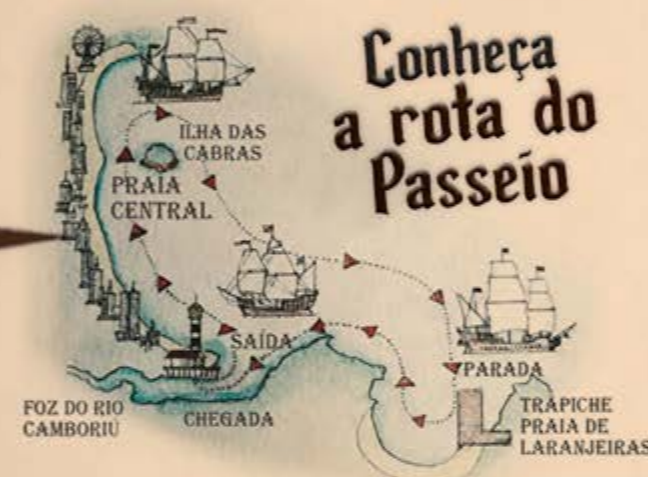 Conheça
a rota do
Passeio
ILHA DAS
CABRAS
PRAIA
CENTRAL
SAÍDA
PARADA
FOZ DO RIO
CAMBORIÚ
CHEGADA
TRAPICHE
PRAIA DE
LARANJEIRAS